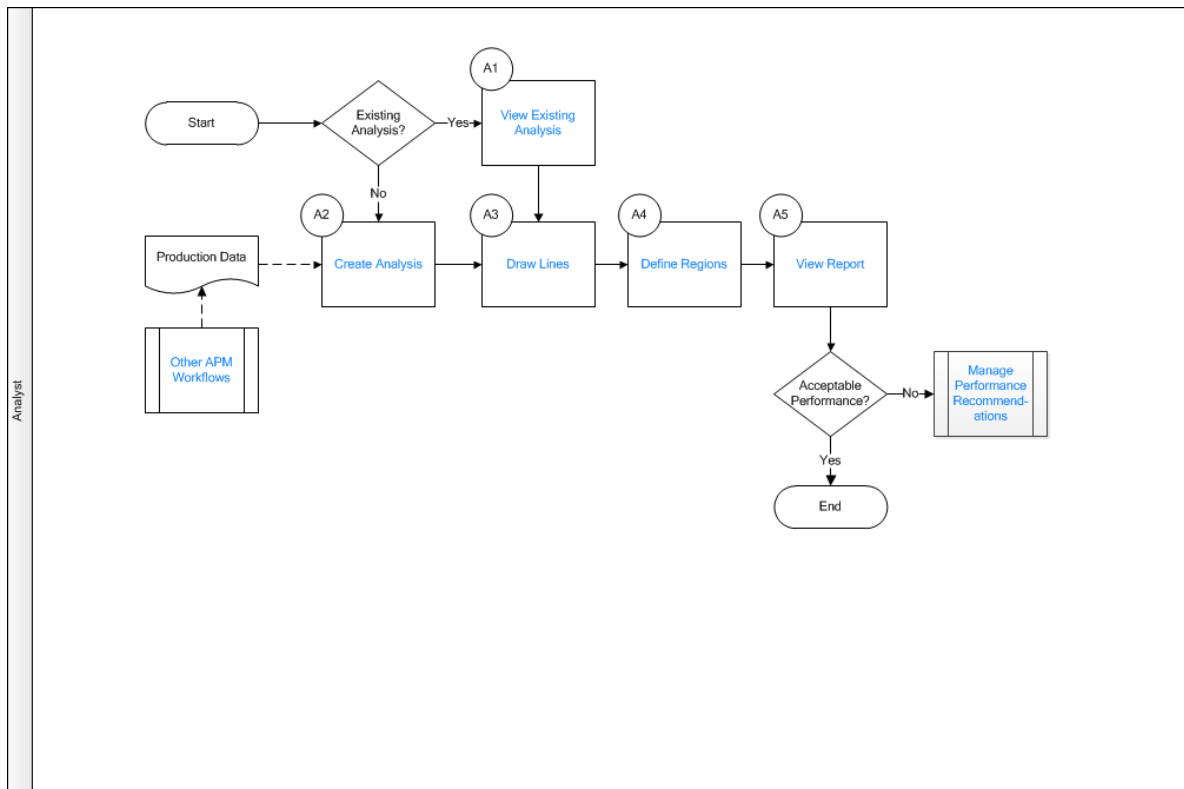 A1
Start
Existing
Analysis?
Yes
View Existing
Analysis
No
A2
A3
A4
A5
Production Data
Create Analysis
Draw Lines
Define Regions
View Report
Other APM
Workflows
Acceptable
Performance?
No
Manage
Performance
Recommend-
ations
Yes
End
Analyst